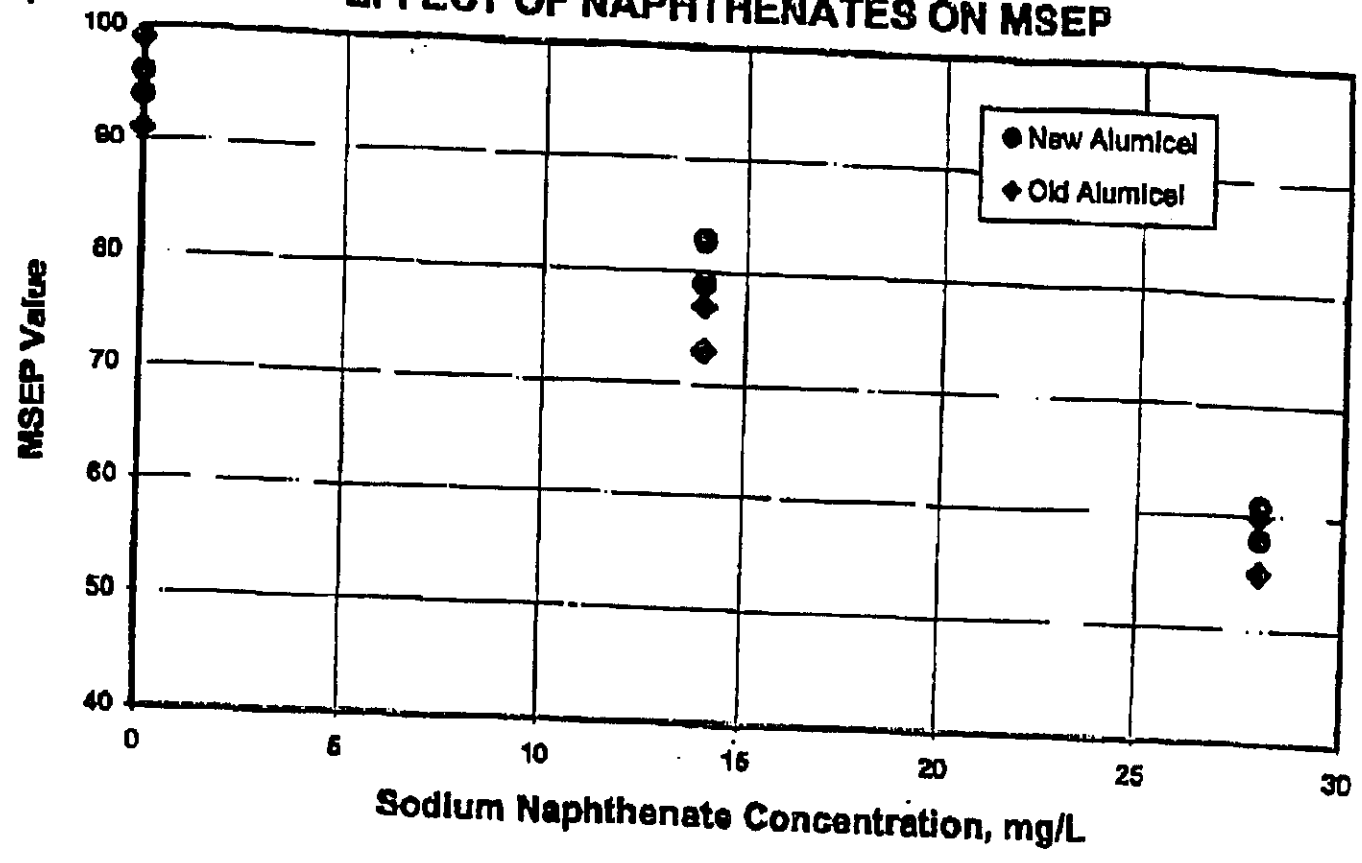 EFFECT OF NAPHTHENATES ON MSEP
100
90
80
70
60
50
40
MSEP Value
New Alumicel
Old Alumicel
0
5
10
15
20
25
30
Sodium Naphthenate Concentration, mg/L